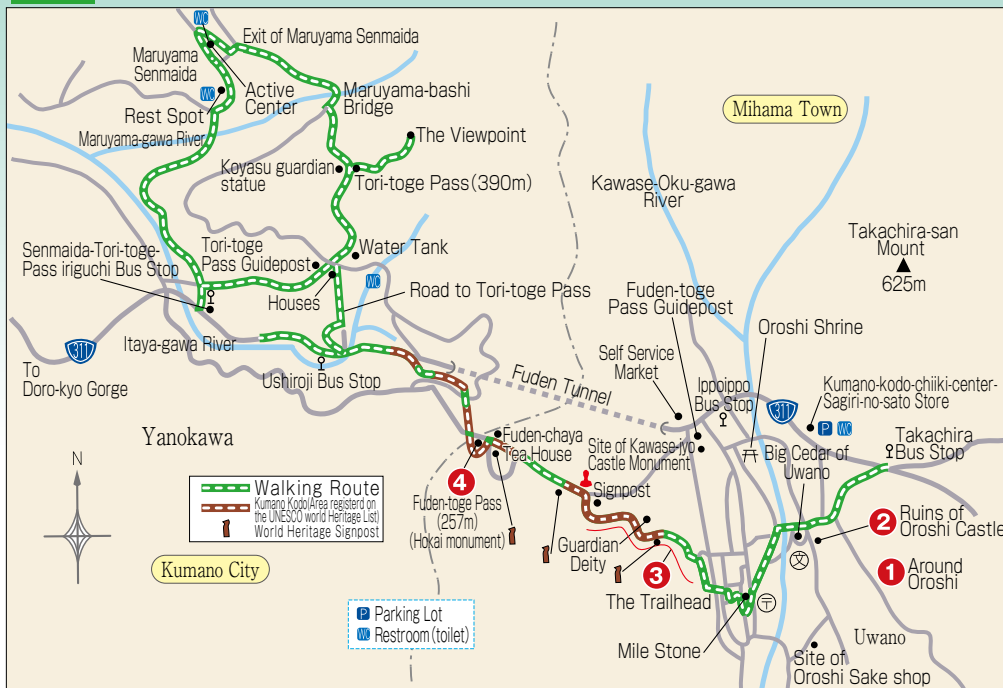 WC
Exit of Maruyama Senmaida
Maruyama
Senmaida
Active
Center
Maruyama-bashi
Bridge
WC
Rest Spot
Maruyama-gawa River
The Viewpoint
Koyasu guardian
statue
Tori-toge Pass(390m)
Mihama Town
Kawase-Oku-gawa
River
Takachira-san
Mount
625m
Senmaida-Tori-toge-
Pass iriguchi Bus Stop
Tori-toge
Pass Guidepost
Water Tank
WC
Houses
Road to Tori-toge Pass
Fuden-toge
Pass Guidepost
Oroshi Shrine
Itaya-gawa River
311
To
Doro-kyo Gorge
Ushiroji Bus Stop
Fuden Tunnel
Self Service
Market
Ippoippo
Bus Stop
311
Kumano-kodo-chiiki-center-
Sagiri-no-sato Store
P WC
Takachira
Bus Stop
Yanokawa
N
Fuden-chaya
Tea House
Site of Kawase-jyo
Castle Monument
Big Cedar of
Uwano
4
Fuden-toge Pass
(257m)
(Hokai monument)
Signpost
Walking Route
Kumano Kodo(Area registerd on
the UNESCO world Heritage List)
World Heritage Signpost
Guardian
Deity
文
2 Ruins of
Oroshi Castle
Kumano City
3
The Trailhead
1 Around
Oroshi
〒
P Parking Lot
WC Restroom(toilet)
Mile Stone
Uwano
Site of
Oroshi Sake shop